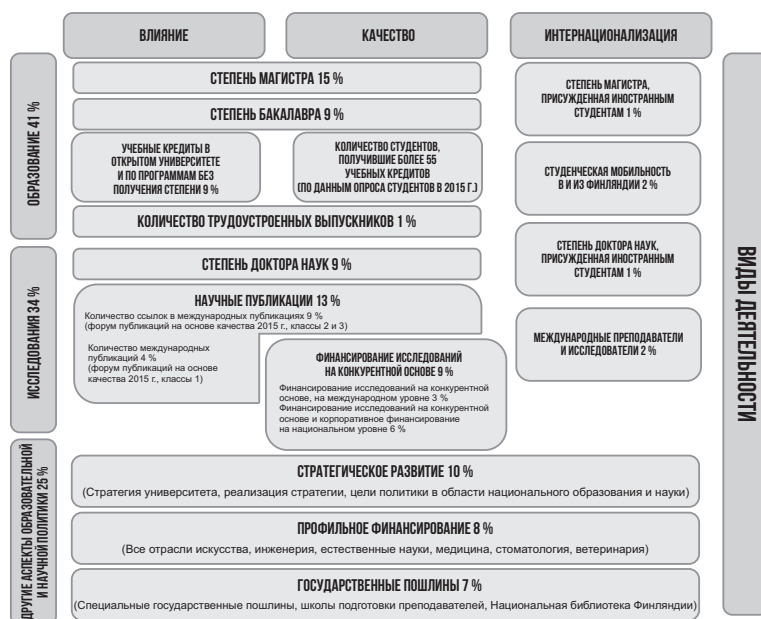 ВЛИЯНИЕ
КАЧЕСТВО
ИНТЕРНАЦИОНАЛИЗАЦИЯ
ОБРАЗОВАНИЕ 41 %
СТЕПЕНЬ МАГИСТРА 15 %
СТЕПЕНЬ БАКАЛАВРА 9 %
УЧЕБНЫЕ КРЕДИТЫ В
ОТКРЫТОМ УНИВЕРСИТЕТЕ
И ПО ПРОГРАММАМ БЕЗ
ПОЛУЧЕНИЯ СТЕПЕНИ 9 %
КОЛИЧЕСТВО СТУДЕНТОВ,
ПОЛУЧИВШИЕ БОЛЕЕ 55
УЧЕБНЫХ КРЕДИТОВ
(ПО ДАННЫМ ОПРОСА СТУДЕНТОВ В 2015 Г.)
КОЛИЧЕСТВО ТРУДОУСТРОЕННЫХ ВЫПУСКНИКОВ 1 %
СТЕПЕНЬ МАГИСТРА,
ПРИСУЖДЕННАЯ ИНОСТРАННЫМ
СТУДЕНТАМ 1 %
СТУДЕНЧЕСКАЯ МОБИЛЬНОСТЬ
В И ИЗ ФИНЛЯНДИИ 2 %
ИССЛЕДОВАНИЯ 34 %
СТЕПЕНЬ ДОКТОРА НАУК 9 %
НАУЧНЫЕ ПУБЛИКАЦИИ 13 %
Количество ссылок в международных публикациях 9 %
(форум публикаций на основе качества 2015 г., классы 2 и 3)
Количество международных
публикаций 4 %
(форум публикаций на основе
качества 2015 г., классы 1)
ФИНАНСИРОВАНИЕ ИССЛЕДОВАНИЙ
НА КОНКУРЕНТНОЙ ОСНОВЕ 9 %
Финансирование исследований на конкурентной
основе, на международном уровне 3 %
Финансирование исследований на конкурентной
основе и корпоративное финансирование
на национальном уровне 6 %
СТЕПЕНЬ ДОКТОРА НАУК,
ПРИСУЖДЕННАЯ ИНОСТРАННЫМ
СТУДЕНТАМ 1 %
МЕЖДУНАРОДНЫЕ ПРЕПОДАВАТЕЛИ
И ИССЛЕДОВАТЕЛИ 2 %
ДРУГИЕ АСПЕКТЫ ОБРАЗОВАТЕЛЬНОЙ
И НАУЧНОЙ ПОЛИТИКИ 25 %
СТРАТЕГИЧЕСКОЕ РАЗВИТИЕ 10 %
(Стратегия университета, реализация стратегии, цели политики в области национального образования и науки)
ПРОФИЛЬНОЕ ФИНАНСИРОВАНИЕ 8 %
(Все отрасли искусства, инженерия, естественные науки, медицина, стоматология, ветеринария)
ГОСУДАРСТВЕННЫЕ ПОШЛИНЫ 7 %
(Специальные государственные пошлины, школы подготовки преподавателей, Национальная библиотека Финляндии)
ВИДЫ ДЕЯТЕЛЬНОСТИ